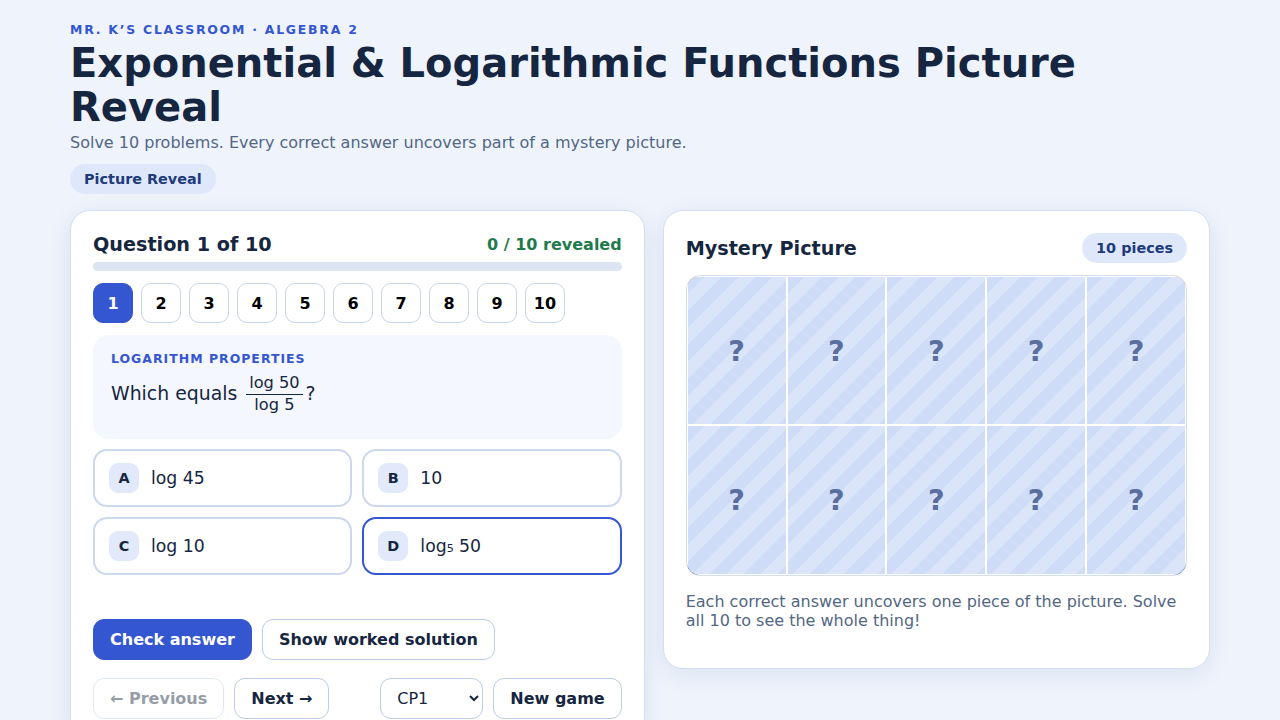 MR. K’S CLASSROOM · ALGEBRA 2
Exponential & Logarithmic Functions Picture
Reveal
Solve 10 problems. Every correct answer uncovers part of a mystery picture.
Picture Reveal
Question 1 of 10
0 / 10 revealed
1 2 3 4 5 6 7 8 9 10
LOGARITHM PROPERTIES
Which equals log 50 / log 5 ?
A log 45
B 10
C log 10
D log₅ 50
Check answer
Show worked solution
← Previous
Next →
CP1
New game
Mystery Picture
10 pieces
? ? ? ? ?
? ? ? ? ?
Each correct answer uncovers one piece of the picture. Solve
all 10 to see the whole thing!